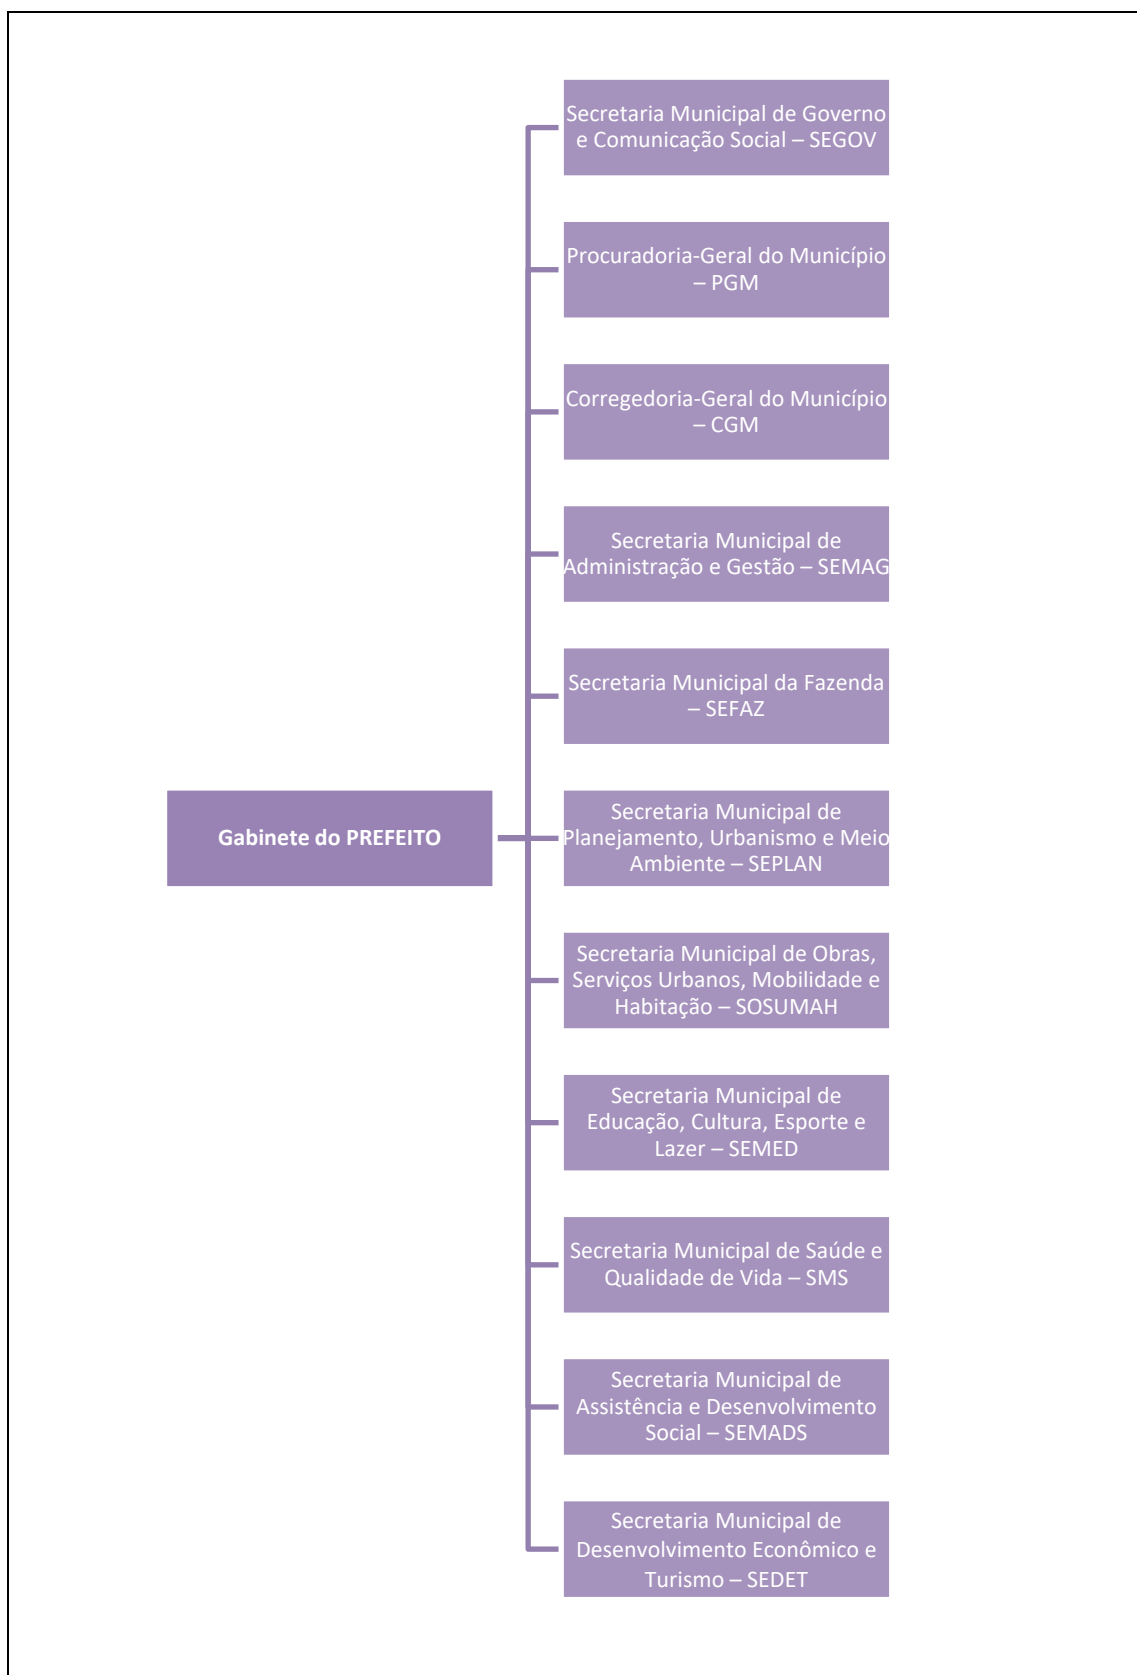 Secretaria Municipal de Governo
e Comunicação Social – SEGOV
Procuradoria-Geral do Município
– PGM
Corregedoria-Geral do Município
– CGM
Secretaria Municipal de
Administração e Gestão – SEMAG
Secretaria Municipal da Fazenda
– SEFAZ
Gabinete do PREFEITO
Secretaria Municipal de
Planejamento, Urbanismo e Meio
Ambiente – SEPLAN
Secretaria Municipal de Obras,
Serviços Urbanos, Mobilidade e
Habitação – SOSUMAH
Secretaria Municipal de
Educação, Cultura, Esporte e
Lazer – SEMED
Secretaria Municipal de Saúde e
Qualidade de Vida – SMS
Secretaria Municipal de
Assistência e Desenvolvimento
Social – SEMADS
Secretaria Municipal de
Desenvolvimento Econômico e
Turismo – SEDET